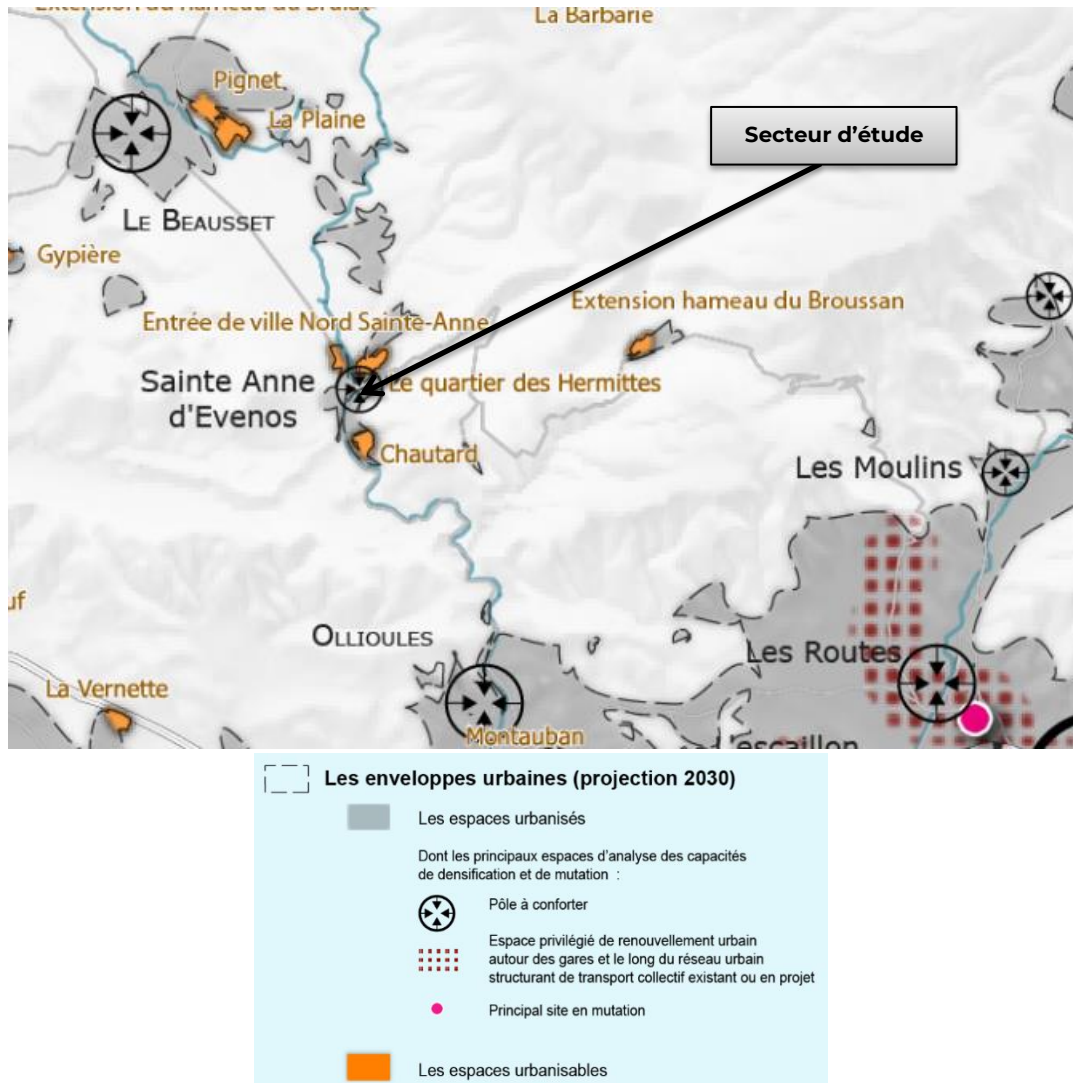 La Barbarie
Pignet
La Plaine
Secteur d'étude
LE BEAUSSET
Gypière
Extension hameau du Broussan
Entrée de ville Nord Sainte-Anne
Sainte Anne
d'Evenos
Le quartier des Hermittes
Chautard
Les Moulins
uf
OLLIOULES
Les Routes
La Vernette
Montauban
Les enveloppes urbaines (projection 2030)
Les espaces urbanisés
Dont les principaux espaces d'analyse des capacités
de densification et de mutation :
Pôle à conforter
Espace privilégié de renouvellement urbain
autour des gares et le long du réseau urbain
structurant de transport collectif existant ou en projet
Principal site en mutation
Les espaces urbanisables